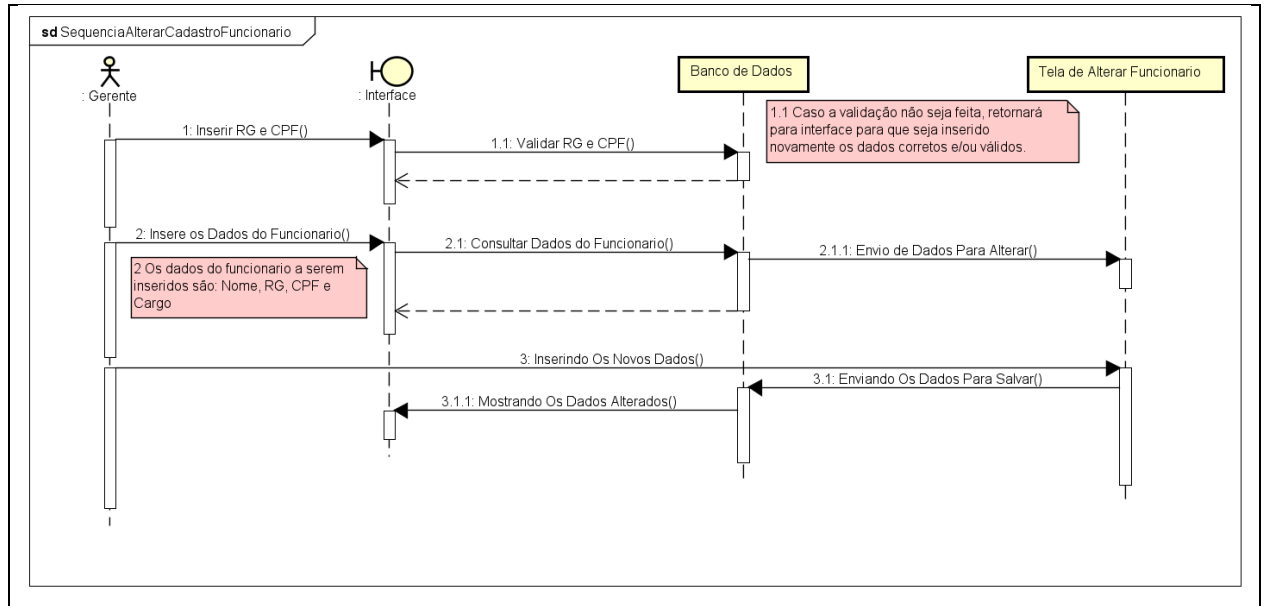 sd SequenciaAlterarCadastroFuncionario
: Gerente
: Interface
Banco de Dados
Tela de Alterar Funcionario
1: Inserir RG e CPF()
1.1: Validar RG e CPF()
1.1 Caso a validação não seja feita, retornará
para interface para que seja inserido
novamente os dados corretos e/ou válidos.
2: Insere os Dados do Funcionario()
2.1: Consultar Dados do Funcionario()
2.1.1: Envio de Dados Para Alterar()
2 Os dados do funcionario a serem
inseridos são: Nome, RG, CPF e
Cargo
3: Inserindo Os Novos Dados()
3.1: Enviando Os Dados Para Salvar()
3.1.1: Mostrando Os Dados Alterados()